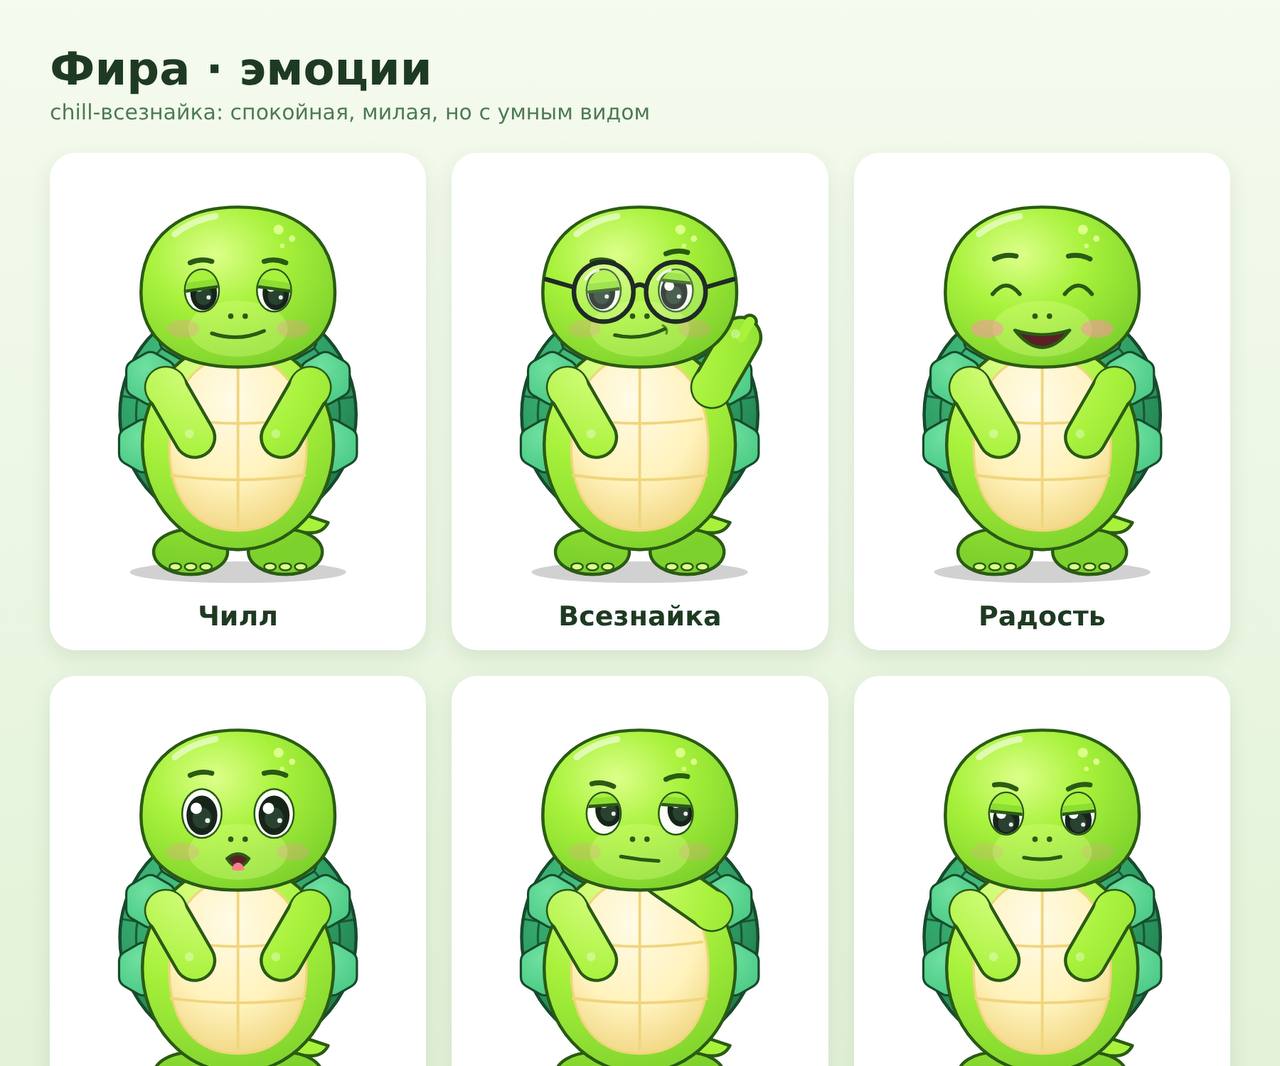 Фира · эмоции
chill-всезнайка: спокойная, милая, но с умным видом
Чилл
Всезнайка
Радость